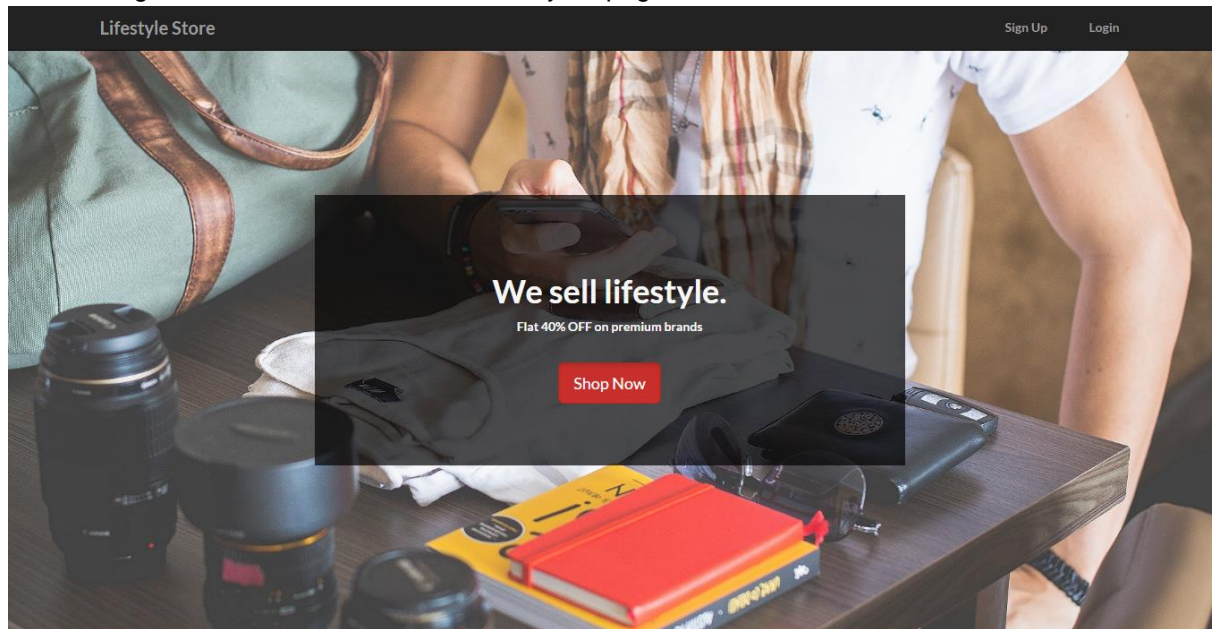 Lifestyle Store
Sign Up
Login
We sell lifestyle.
Flat 40% OFF on premium brands
Shop Now